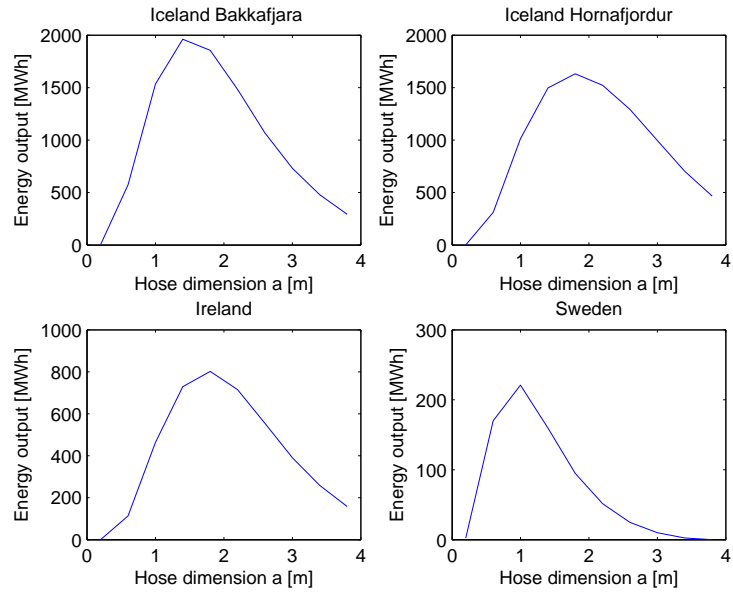 Iceland Bakkafjara
Energy output [MWh]
2000
1500
1000
500
0
0 1 2 3 4
Hose dimension a [m]
Iceland Hornafjordur
Energy output [MWh]
2000
1500
1000
500
0
0 1 2 3 4
Hose dimension a [m]
Ireland
Energy output [MWh]
1000
800
600
400
200
0
0 1 2 3 4
Hose dimension a [m]
Sweden
Energy output [MWh]
300
200
100
0
0 1 2 3 4
Hose dimension a [m]